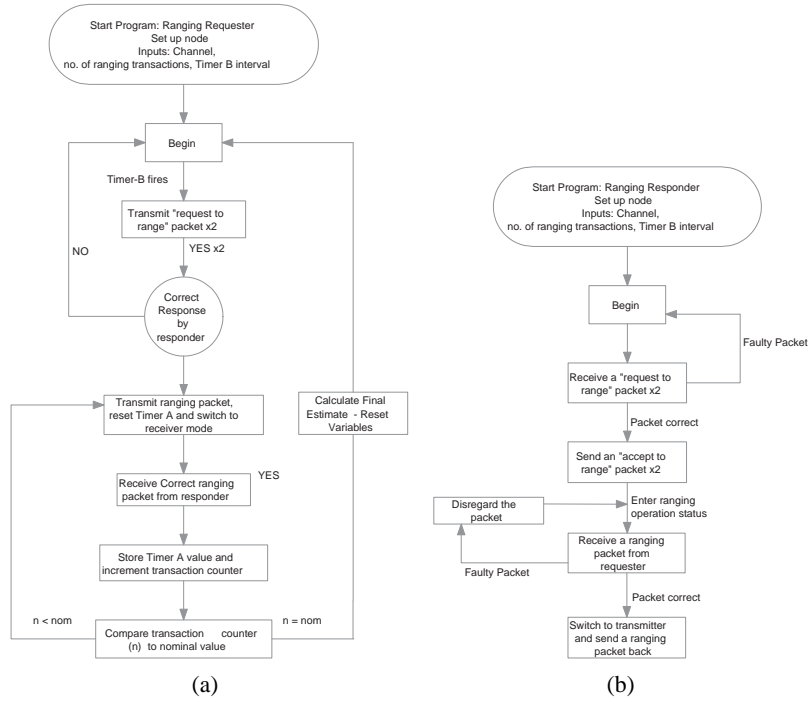 Start Program: Ranging Requester
Set up node
Inputs: Channel,
no. of ranging transactions, Timer B interval
Begin
Timer-B fires
Transmit "request to
range" packet x2
NO
YES x2
Correct
Response
by
responder
Transmit ranging packet,
reset Timer A and switch to
receiver mode
Calculate Final
Estimate - Reset
Variables
YES
Receive Correct ranging
packet from responder
Store Timer A value and
increment transaction counter
n < nom
n = nom
Compare transaction counter
(n) to nominal value
(a)
Start Program: Ranging Responder
Set up node
Inputs: Channel,
no. of ranging transactions, Timer B interval
Begin
Faulty Packet
Receive a "request to
range" packet x2
Packet correct
Send an "accept to
range" packet x2
Disregard the
packet
Enter ranging
operation status
Receive a ranging
packet from
requester
Faulty Packet
Packet correct
Switch to transmitter
and send a ranging
packet back
(b)